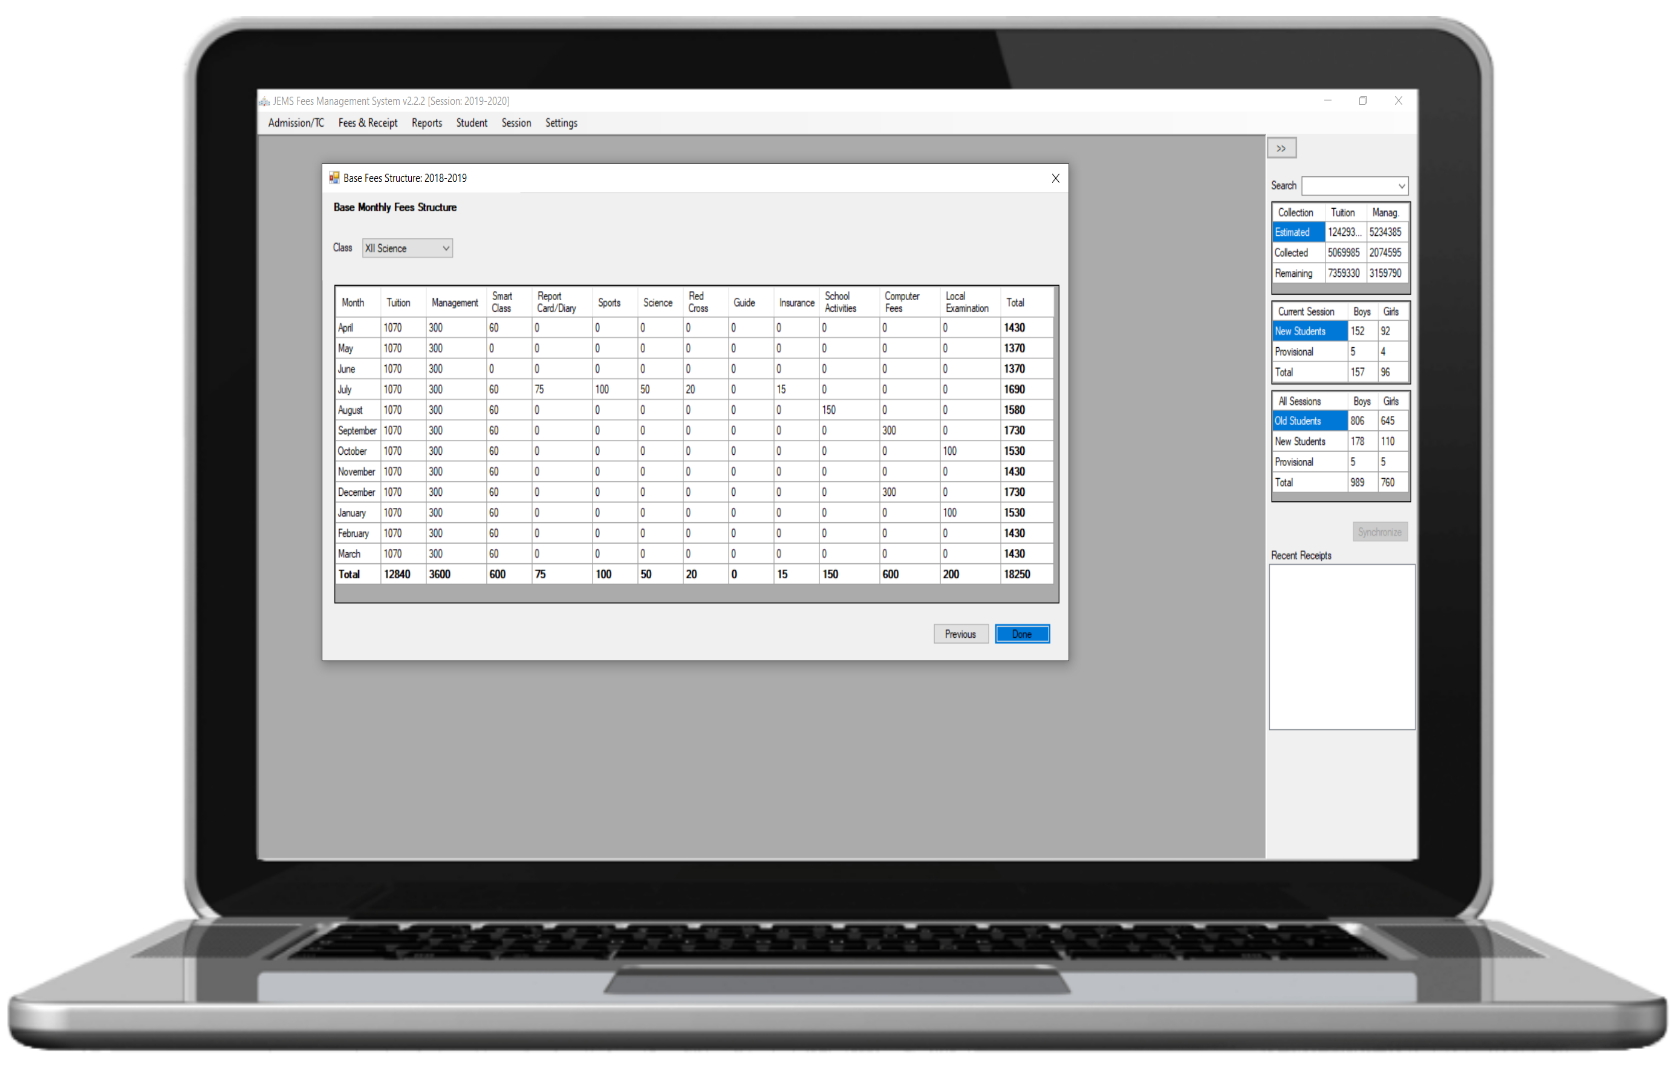 JEMS Fees Management System v2.2.2 [Session: 2019-2020]
Admission/TC Fees & Receipt Reports Student Session Settings
>>
Base Fees Structure: 2018-2019
Base Monthly Fees Structure
Class XII Science
Month Tuition Management Smart Class Report Card/Diary Sports Science Red Cross Guide Insurance School Activities Computer Fees Local Examination Total
April 1070 300 60 0 0 0 0 0 0 0 0 0 1430
May 1070 300 0 0 0 0 0 0 0 0 0 0 1370
June 1070 300 0 0 0 0 0 0 0 0 0 0 1370
July 1070 300 60 75 100 50 20 0 15 0 0 0 1690
August 1070 300 60 0 0 0 0 0 0 150 0 0 1580
September 1070 300 60 0 0 0 0 0 0 0 300 0 1730
October 1070 300 60 0 0 0 0 0 0 0 0 100 1530
November 1070 300 60 0 0 0 0 0 0 0 0 0 1430
December 1070 300 60 0 0 0 0 0 0 0 300 0 1730
January 1070 300 60 0 0 0 0 0 0 0 0 100 1530
February 1070 300 60 0 0 0 0 0 0 0 0 0 1430
March 1070 300 60 0 0 0 0 0 0 0 0 0 1430
Total 12840 3600 600 75 100 50 20 0 15 150 600 200 18250
Previous Done
Search
Collection Tuition Manag.
Estimated 124293... 5234385
Collected 5069985 2074595
Remaining 7359330 3159790
Current Session Boys Girls
New Students 152 92
Provisional 5 4
Total 157 96
All Sessions Boys Girls
Old Students 806 645
New Students 178 110
Provisional 5 5
Total 989 760
Synchronize
Recent Receipts